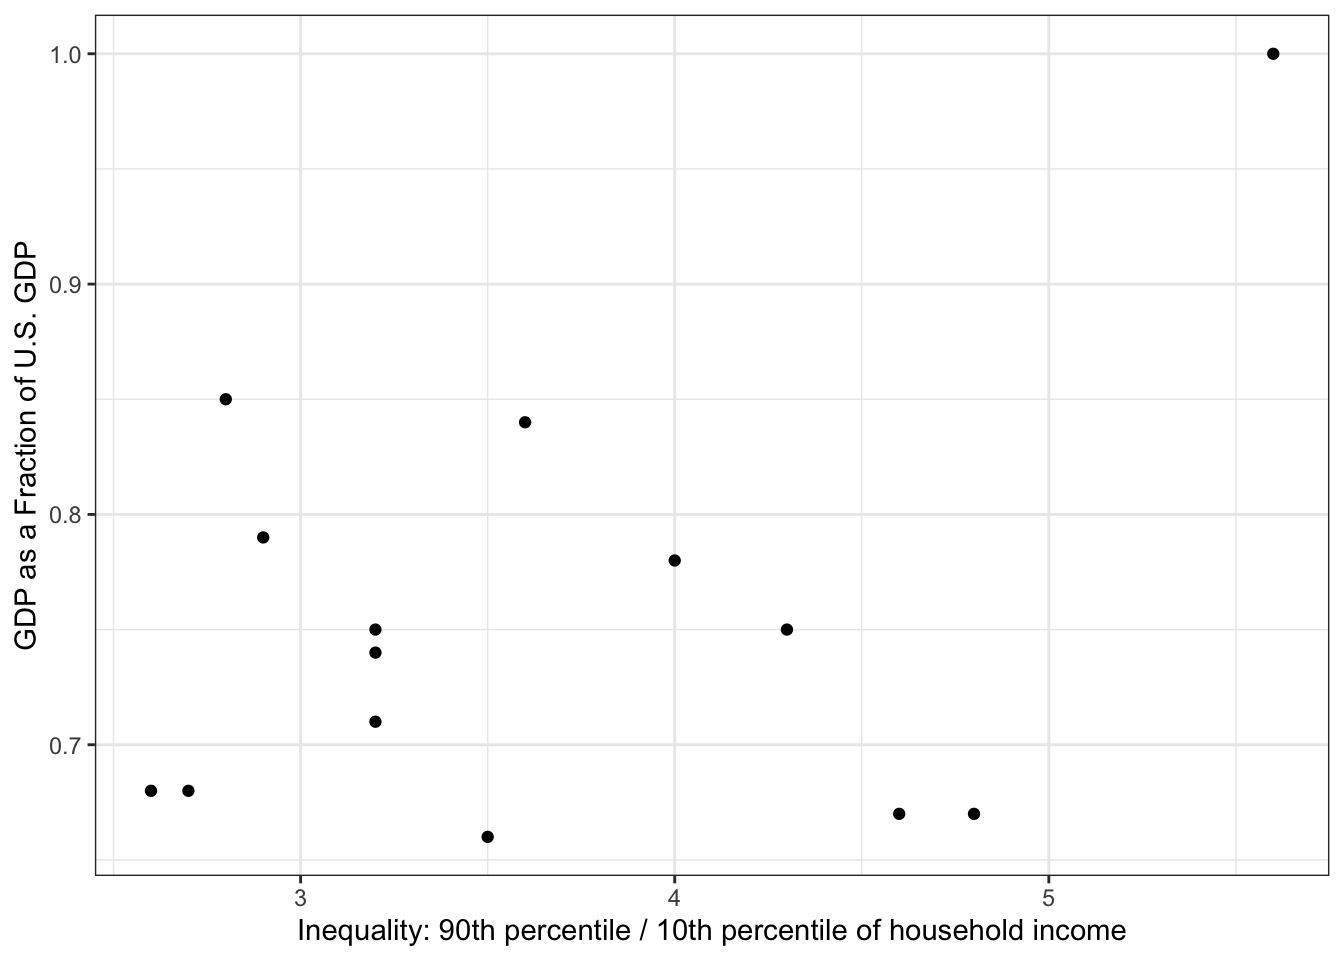 1.0
0.9
0.8
0.7
GDP as a Fraction of U.S. GDP
3 4 5
Inequality: 90th percentile / 10th percentile of household income